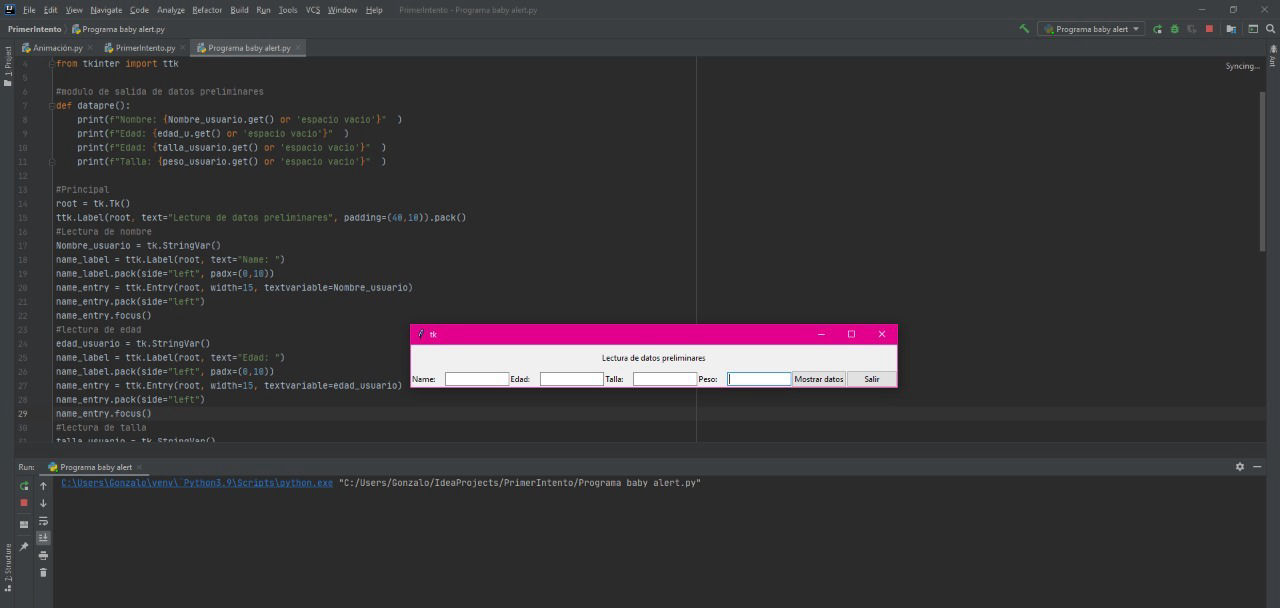 File Edit View Navigate Code Analyze Refactor Build Run Tools VCS Window Help PrimerIntento - Programa baby alert.py
PrimerIntento Programa baby alert.py
Programa baby alert
Animación.py PrimerIntento.py Programa baby alert.py
1: Project
Ant
Syncing...
4 from tkinter import ttk
5
6 #modulo de salida de datos preliminares
7 def datapre():
8 print(f"Nombre: {Nombre_usuario.get() or 'espacio vacio'}" )
9 print(f"Edad: {edad_u.get() or 'espacio vacio'}" )
10 print(f"Edad: {talla_usuario.get() or 'espacio vacio'}" )
11 print(f"Talla: {peso_usuario.get() or 'espacio vacio'}" )
12
13 #Principal
14 root = tk.Tk()
15 ttk.Label(root, text="Lectura de datos preliminares", padding=(40,10)).pack()
16 #Lectura de nombre
17 Nombre_usuario = tk.StringVar()
18 name_label = ttk.Label(root, text="Name: ")
19 name_label.pack(side="left", padx=(0,10))
20 name_entry = ttk.Entry(root, width=15, textvariable=Nombre_usuario)
21 name_entry.pack(side="left")
22 name_entry.focus()
23 #lectura de edad
24 edad_usuario = tk.StringVar()
25 name_label = ttk.Label(root, text="Edad: ")
26 name_label.pack(side="left", padx=(0,10))
27 name_entry = ttk.Entry(root, width=15, textvariable=edad_usuario)
28 name_entry.pack(side="left")
29 name_entry.focus()
30 #lectura de talla
31 talla_usuario = tk.StringVar()
tk
Lectura de datos preliminares
Name: Edad: Talla: Peso: Mostrar datos Salir
Run: Programa baby alert
C:\Users\Gonzalo\venv\`Python3.9\Scripts\python.exe "C:/Users/Gonzalo/IdeaProjects/PrimerIntento/Programa baby alert.py"
Z: Structure